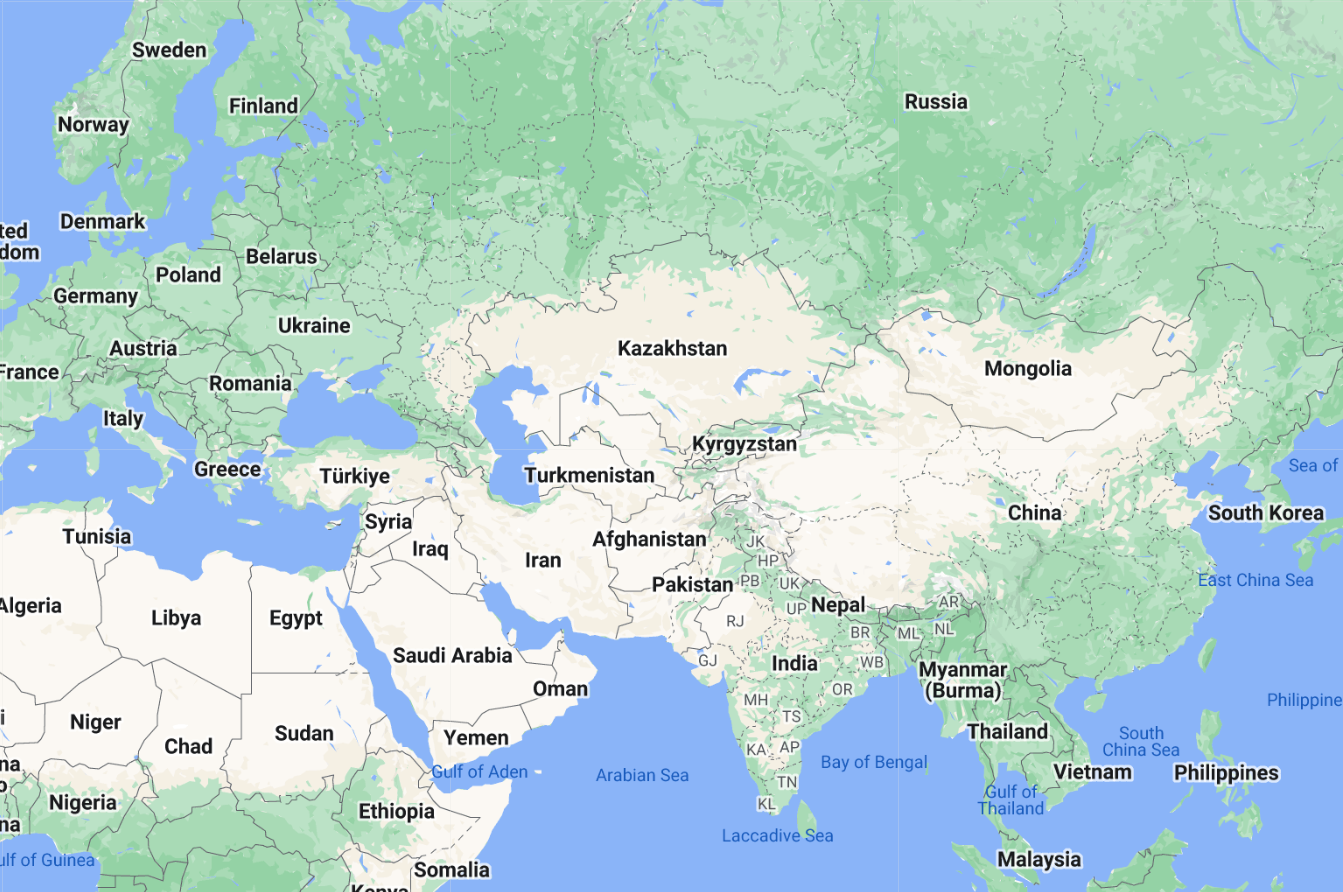 Sweden
Finland
Russia
Norway
Denmark
ted
dom
Belarus
Poland
Germany
Ukraine
Austria
Kazakhstan
Mongolia
France
Romania
Italy
Kyrgyzstan
Greece
Türkiye
Turkmenistan
Sea of
China
South Korea
Syria
Tunisia
Iraq
Afghanistan
JK
Iran
HP
East China Sea
Pakistan
PB
UK
Algeria
Libya
Egypt
UP
Nepal
AR
RJ
BR
ML
NL
Saudi Arabia
GJ
India
WB
Myanmar
(Burma)
Oman
OR
MH
Philippine
i
Niger
TS
Sudan
Thailand
Chad
Yemen
KA
AP
South
China Sea
na
o
Gulf of Aden
Arabian Sea
Bay of Bengal
Vietnam
Philippines
TN
Nigeria
Gulf of
Thailand
KL
Ethiopia
na
Laccadive Sea
ulf of Guinea
Malaysia
Somalia
Kenya